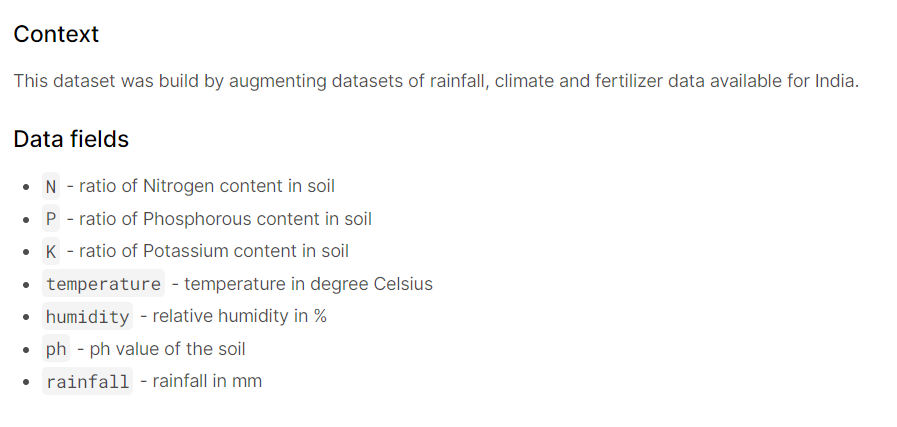 Context
This dataset was build by augmenting datasets of rainfall, climate and fertilizer data available for India.
Data fields
• N - ratio of Nitrogen content in soil
• P - ratio of Phosphorous content in soil
• K - ratio of Potassium content in soil
• temperature - temperature in degree Celsius
• humidity - relative humidity in %
• ph - ph value of the soil
• rainfall - rainfall in mm